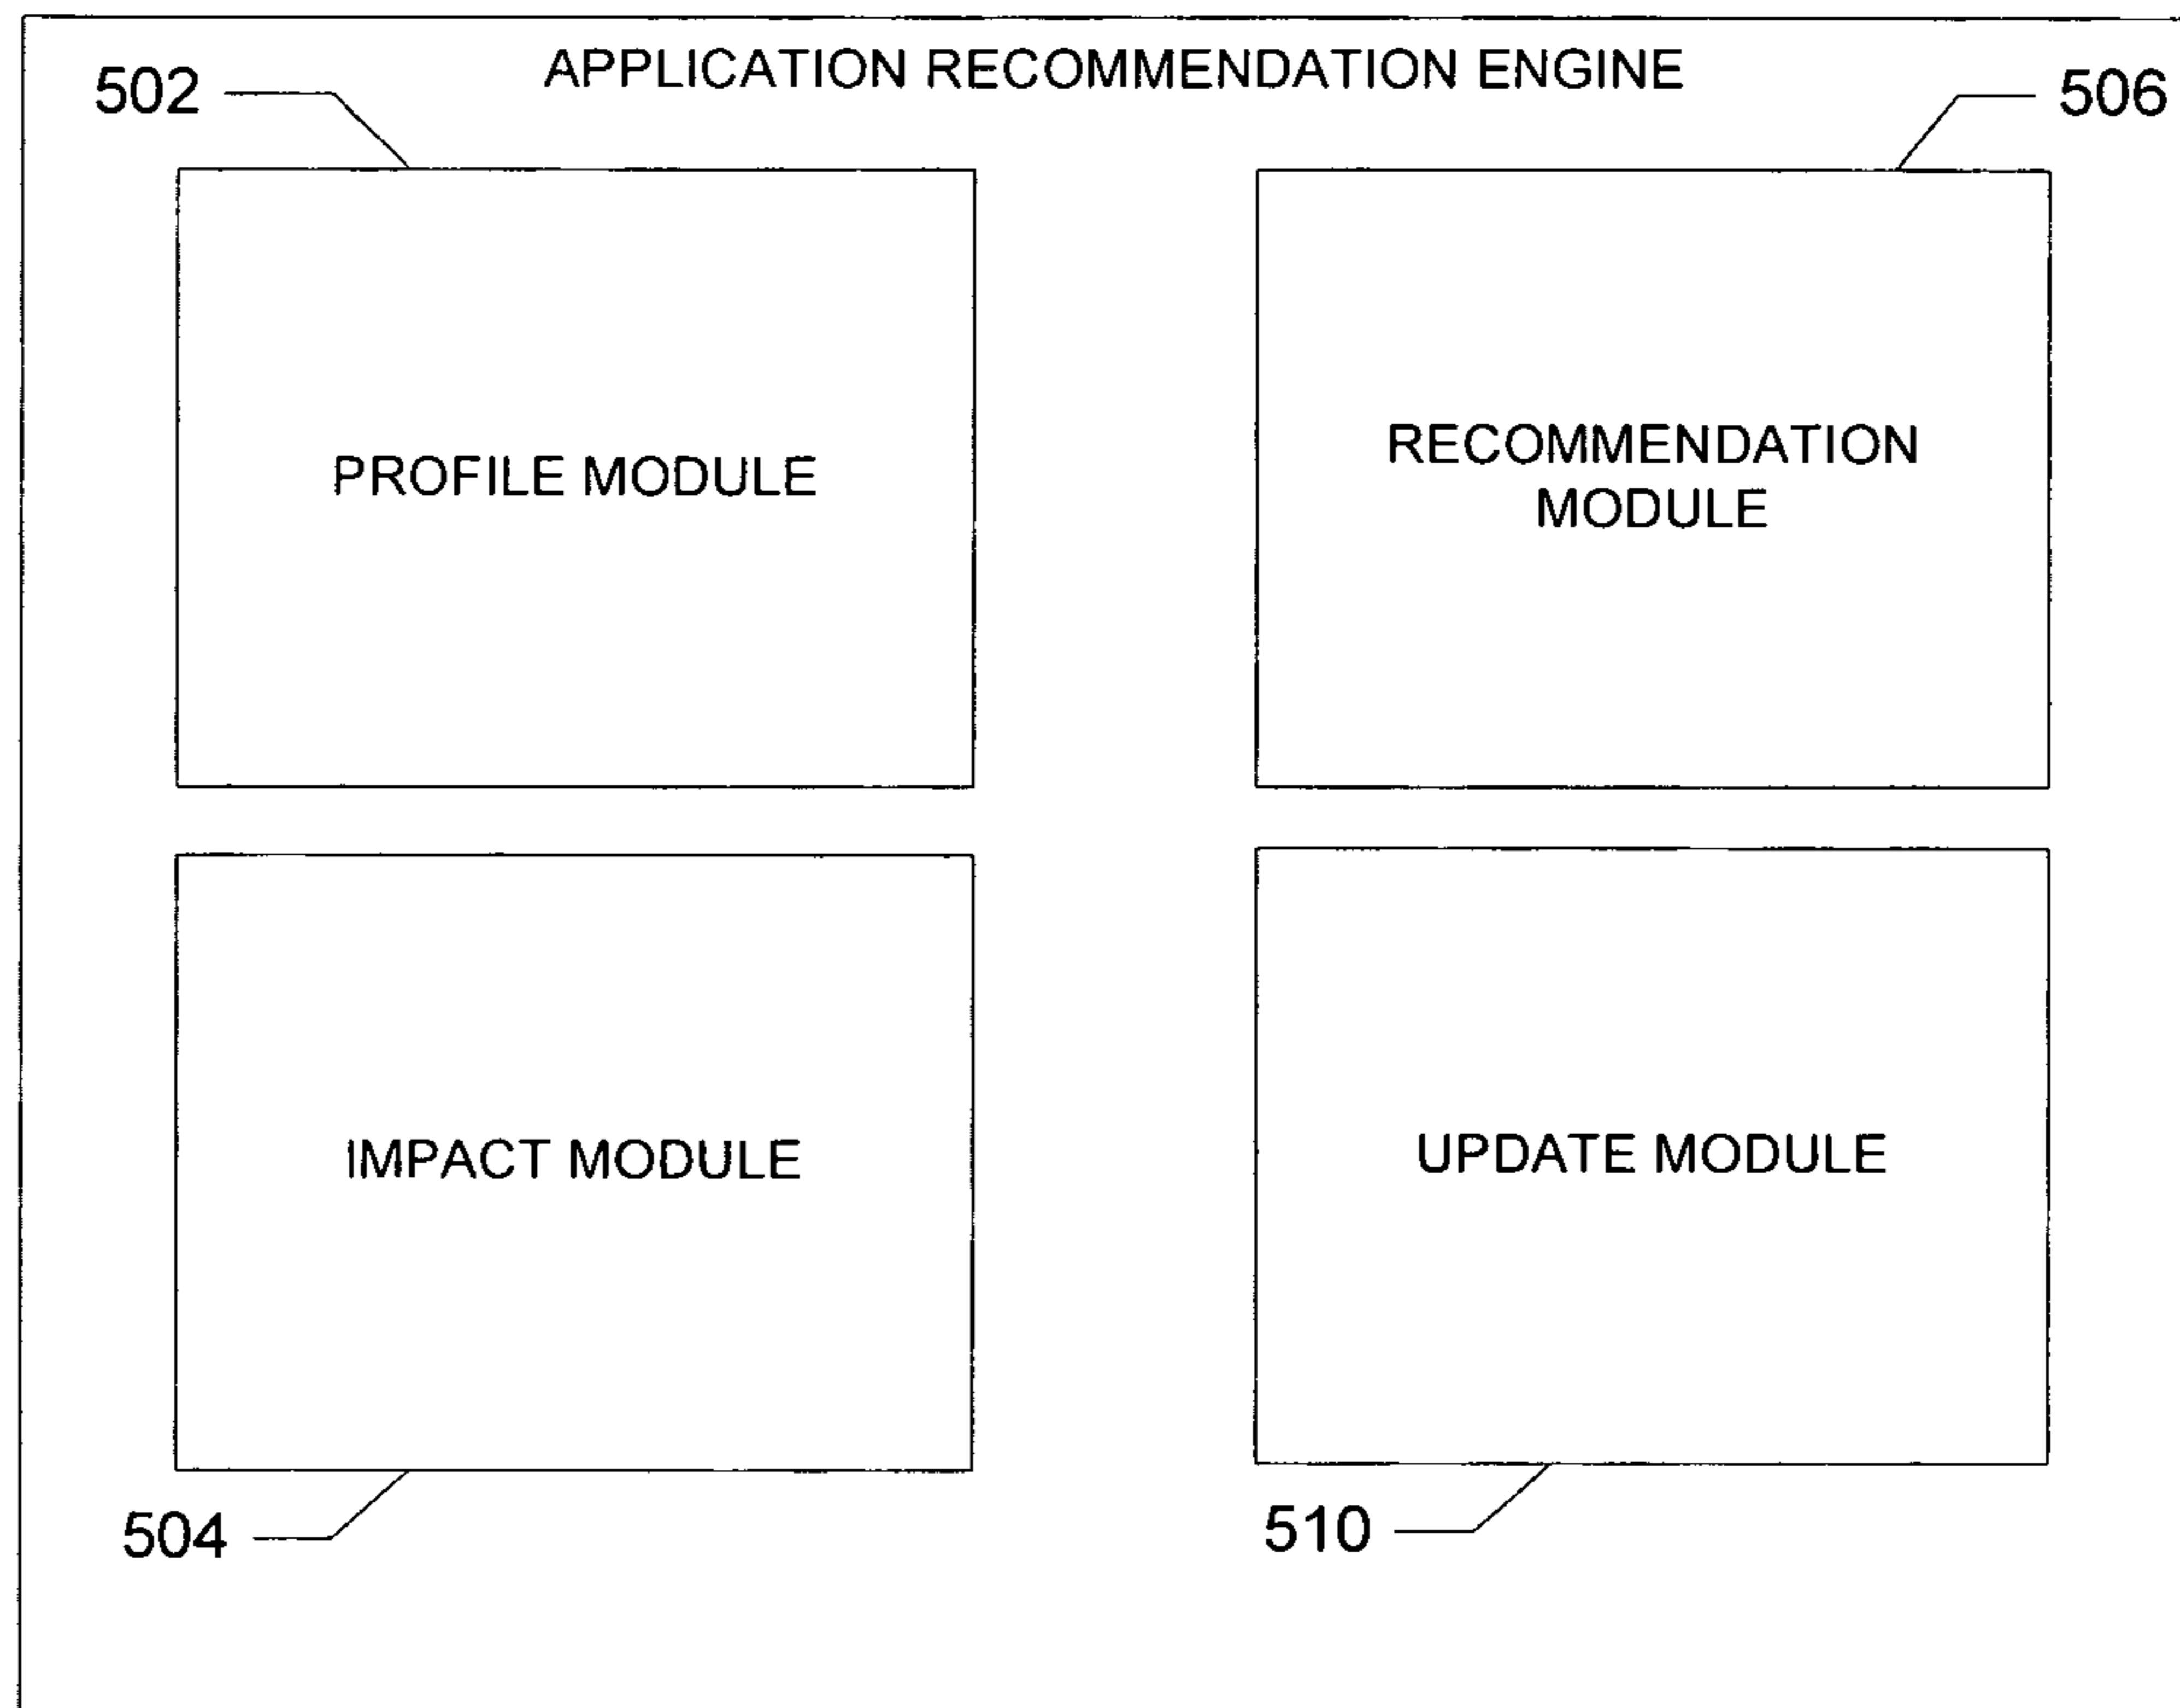 APPLICATION RECOMMENDATION ENGINE
502
506
PROFILE MODULE
RECOMMENDATION
MODULE
IMPACT MODULE
UPDATE MODULE
504
510